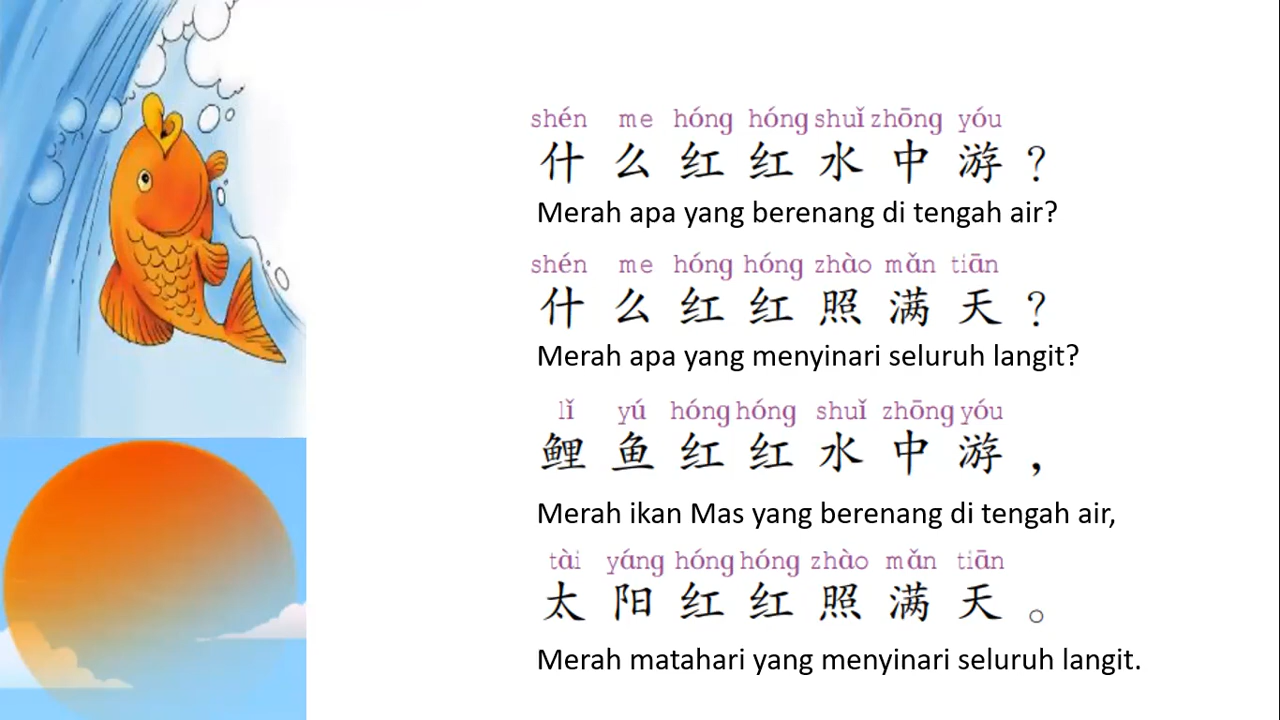 shén me hóng hóng shuǐ zhōng yóu
什么红红水中游？
Merah apa yang berenang di tengah air?
shén me hóng hóng zhào mǎn tiān
什么红红照满天？
Merah apa yang menyinari seluruh langit?
lǐ yú hóng hóng shuǐ zhōng yóu
鲤鱼红红水中游，
Merah ikan Mas yang berenang di tengah air,
tài yáng hóng hóng zhào mǎn tiān
太阳红红照满天。
Merah matahari yang menyinari seluruh langit.